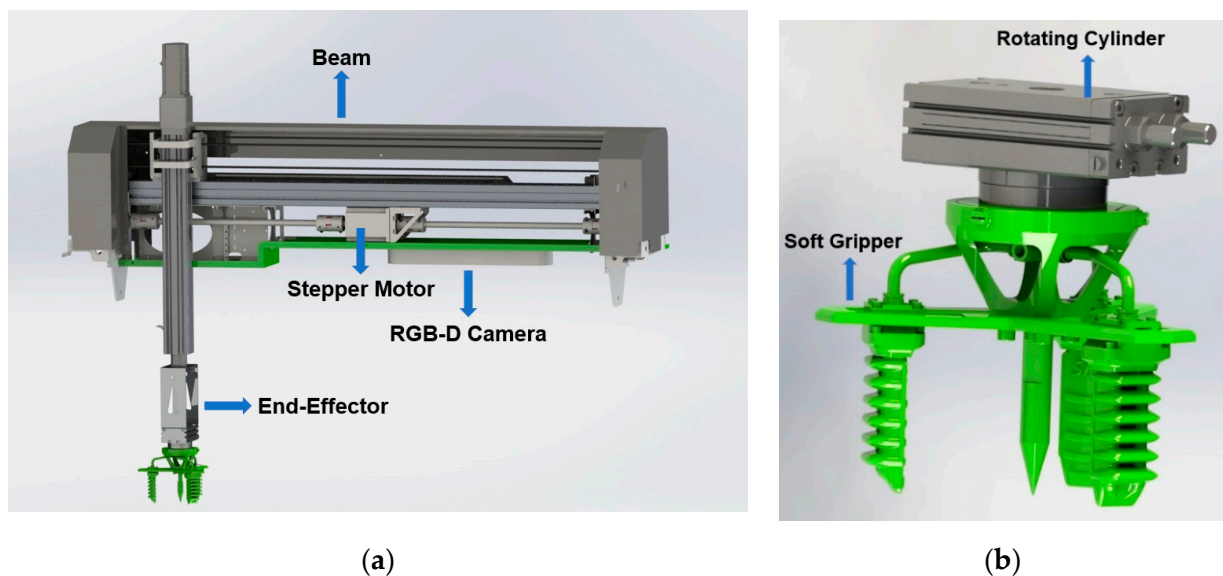 Beam
Stepper Motor
RGB-D Camera
End-Effector
(a)
Rotating Cylinder
Soft Gripper
(b)